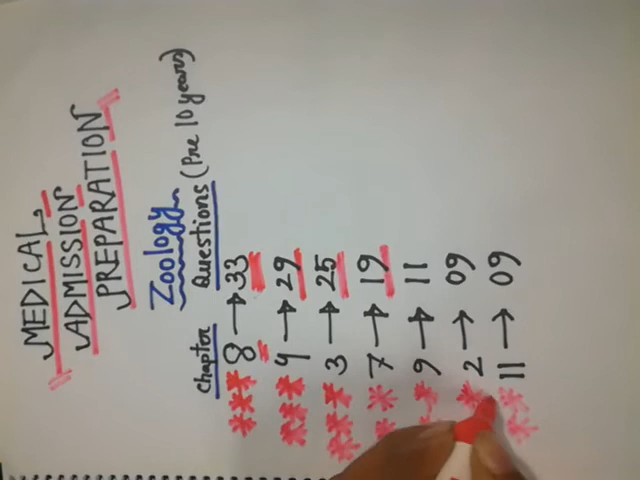 MEDICAL
ADMISSION
PREPARATION
Zoology
Chapter Questions (Pre 10 years)
*** 8 → 33
*** 4 → 29
*** 3 → 25
** 7 → 19
9 → 11
* 2 → 09
** 11 → 09